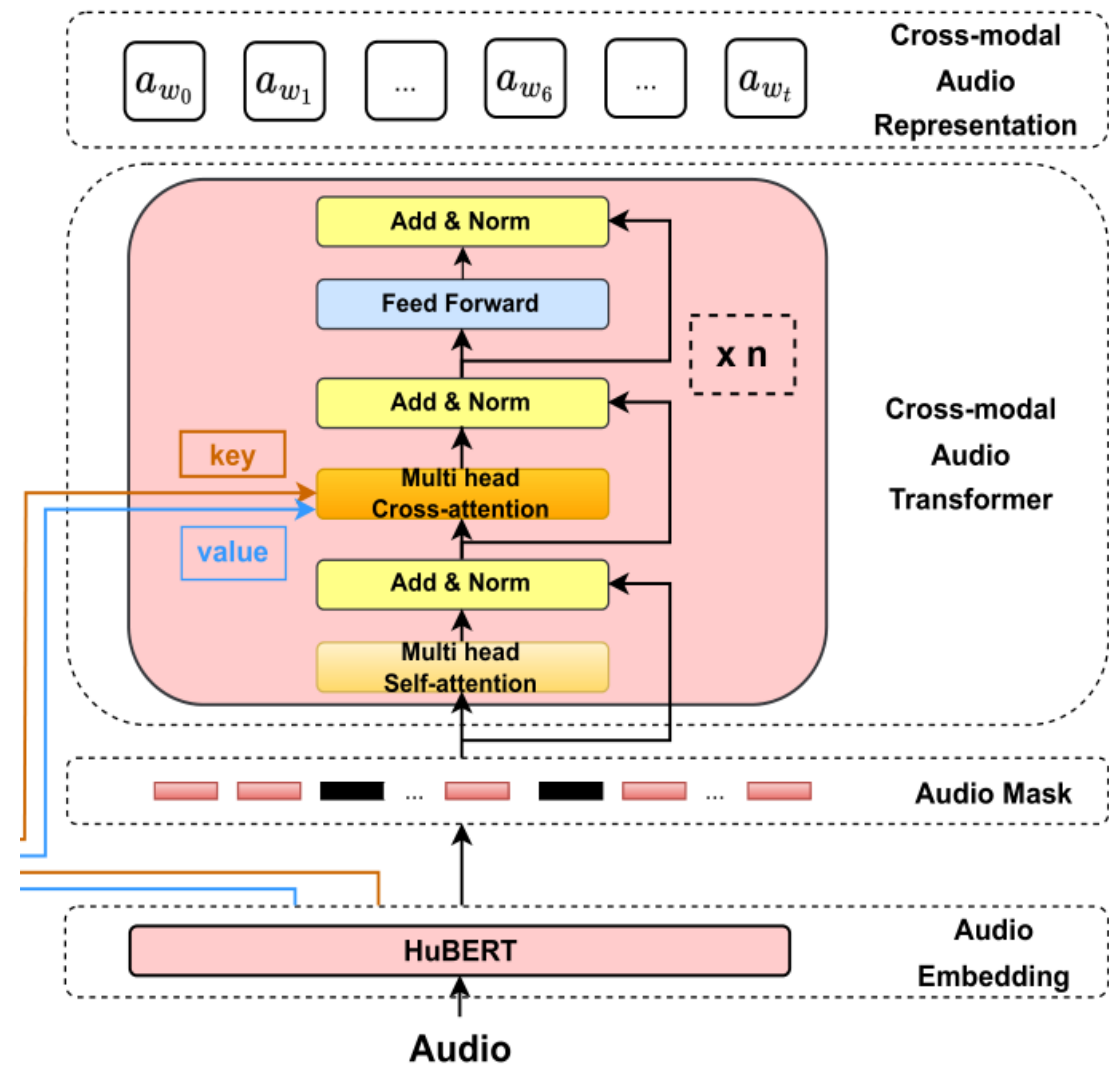 a_{w_0} a_{w_1} ... a_{w_6} ... a_{w_t}
Cross-modal
Audio
Representation
Add & Norm
Feed Forward
x n
Add & Norm
Cross-modal
Audio
Transformer
key
Multi head
Cross-attention
value
Add & Norm
Multi head
Self-attention
... ...
Audio Mask
HuBERT
Audio
Embedding
Audio